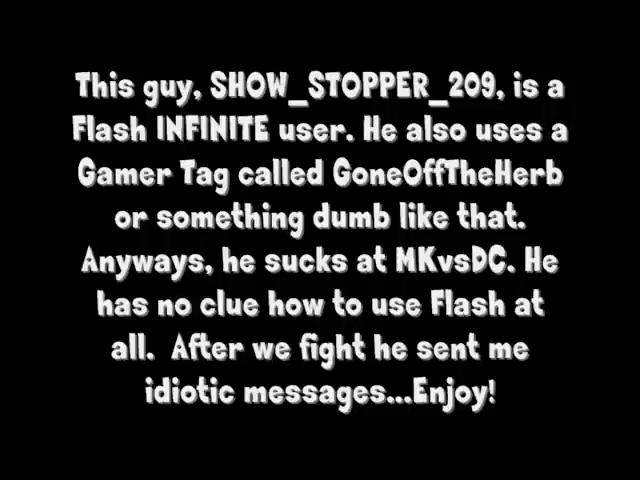 This guy, SHOW_STOPPER_209, is a
Flash INFINITE user. He also uses a
Gamer Tag called GoneOffTheHerb
or something dumb like that.
Anyways, he sucks at MKvsDC. He
has no clue how to use Flash at
all.  After we fight he sent me
idiotic messages...Enjoy!